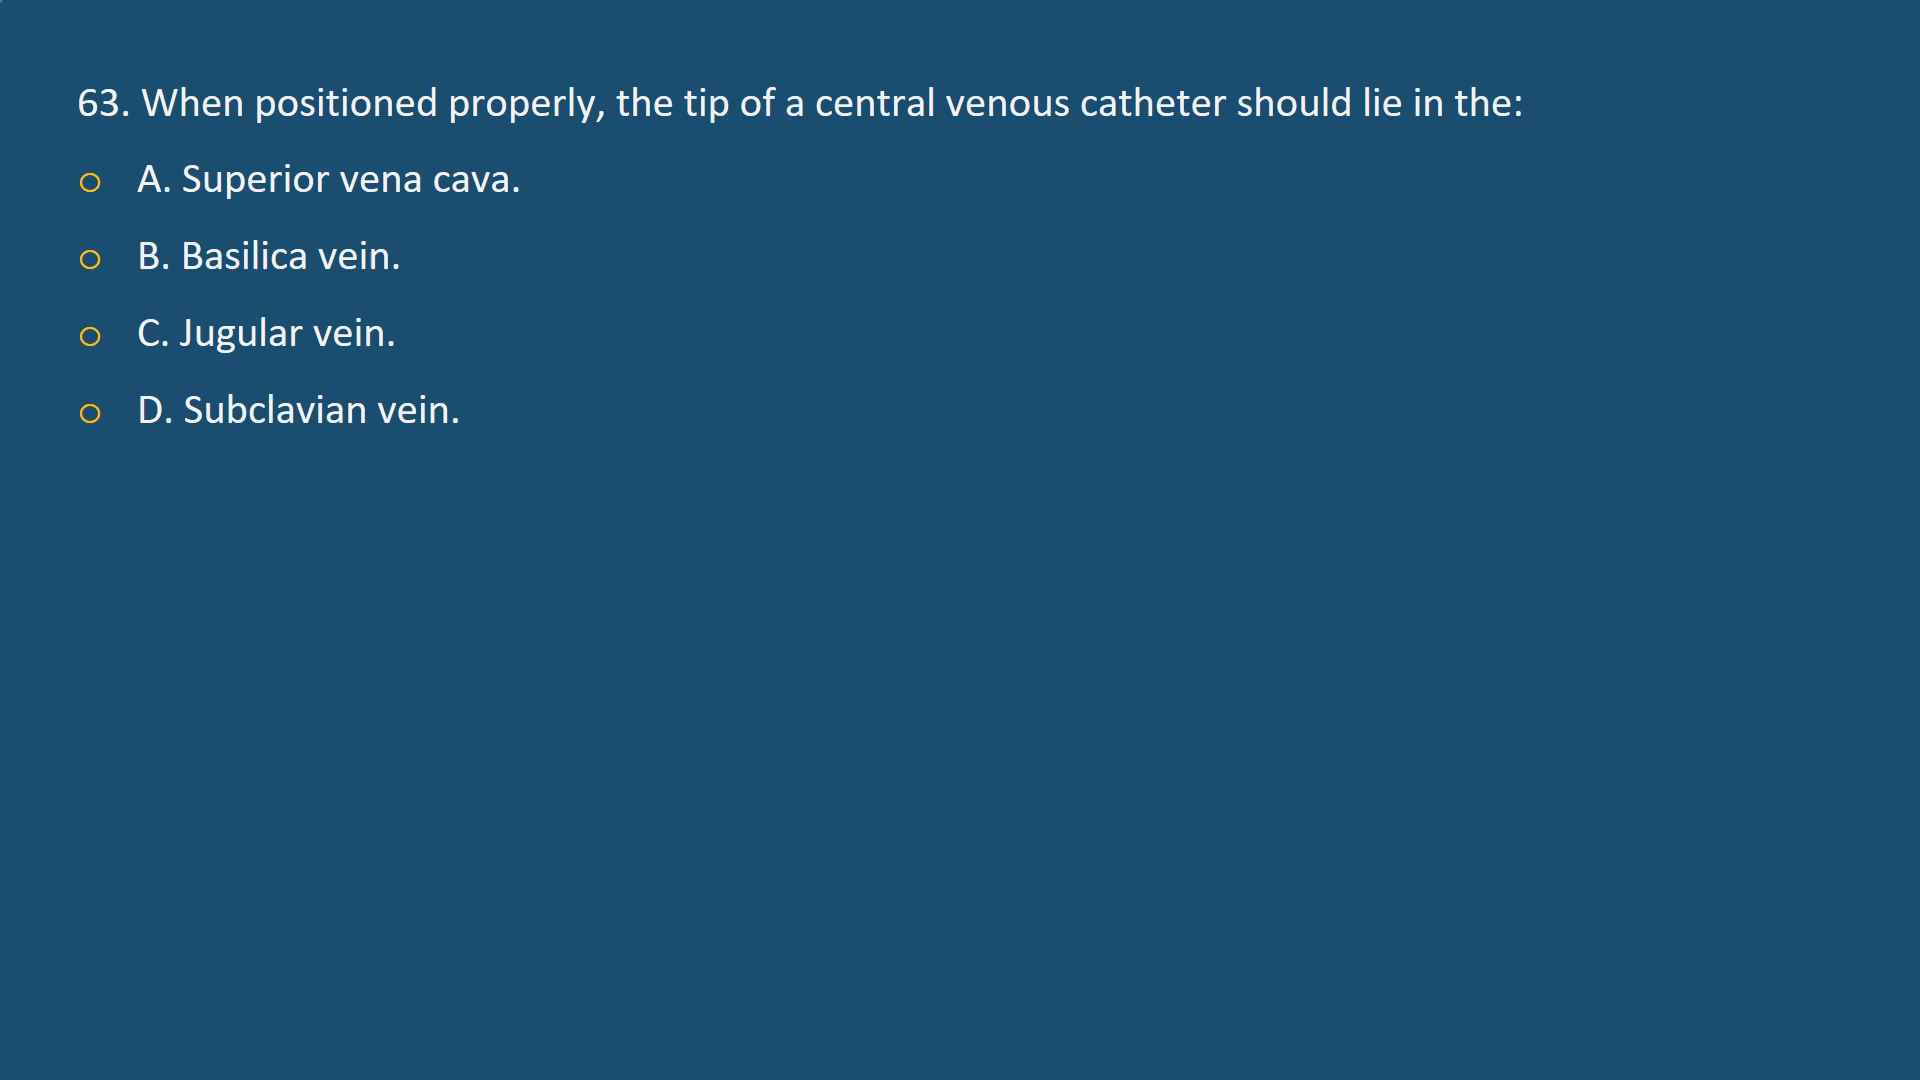 63. When positioned properly, the tip of a central venous catheter should lie in the:
A. Superior vena cava.
B. Basilica vein.
C. Jugular vein.
D. Subclavian vein.